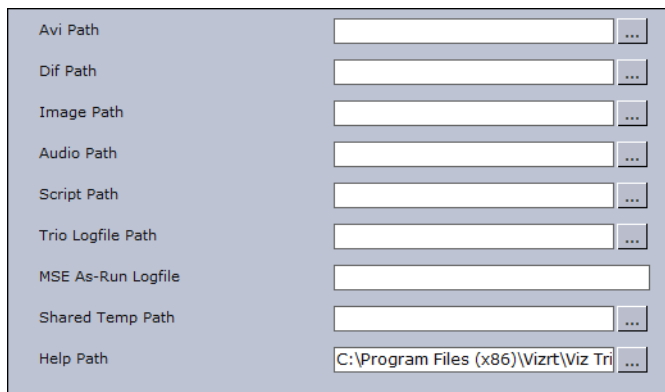 Avi Path ...
Dif Path ...
Image Path ...
Audio Path ...
Script Path ...
Trio Logfile Path ...
MSE As-Run Logfile
Shared Temp Path ...
Help Path C:\Program Files (x86)\Vizrt\Viz Tri ...